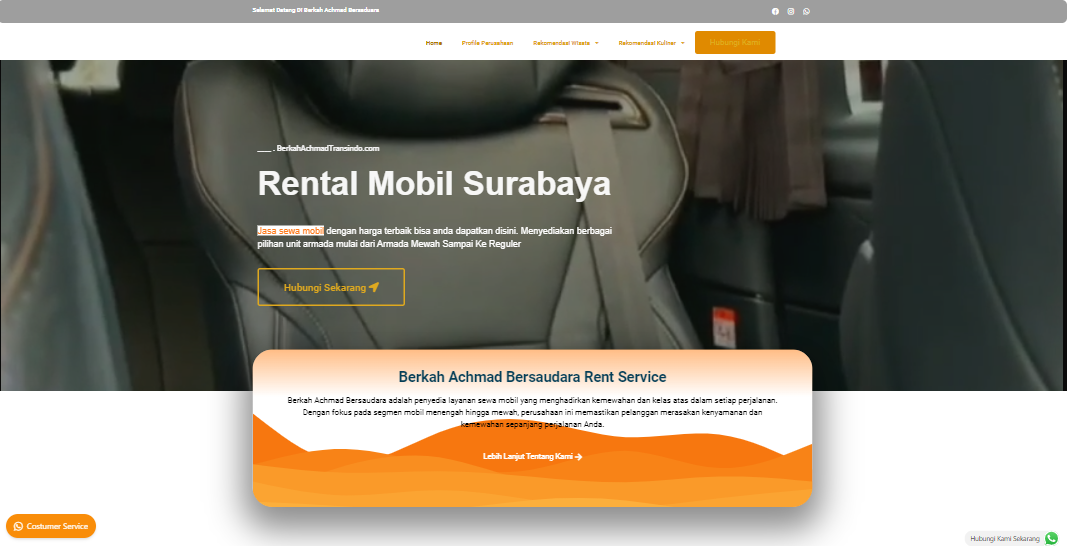 Selamat Datang Di Berkah Achmad Bersaudara
Home
Profile Perusahaan
Rekomendasi Wisata
Rekomendasi Kuliner
Hubungi Kami
___ . BerkahAchmadTransindo.com
Rental Mobil Surabaya
Jasa sewa mobil dengan harga terbaik bisa anda dapatkan disini. Menyediakan berbagai
pilihan unit armada mulai dari Armada Mewah Sampai Ke Reguler
Hubungi Sekarang
Berkah Achmad Bersaudara Rent Service
Berkah Achmad Bersaudara adalah penyedia layanan sewa mobil yang menghadirkan kemewahan dan kelas atas dalam setiap perjalanan.
Dengan fokus pada segmen mobil menengah hingga mewah, perusahaan ini memastikan pelanggan merasakan kenyamanan dan
kemewahan sepanjang perjalanan Anda.
Lebih Lanjut Tentang Kami
Costumer Service
Hubungi Kami Sekarang